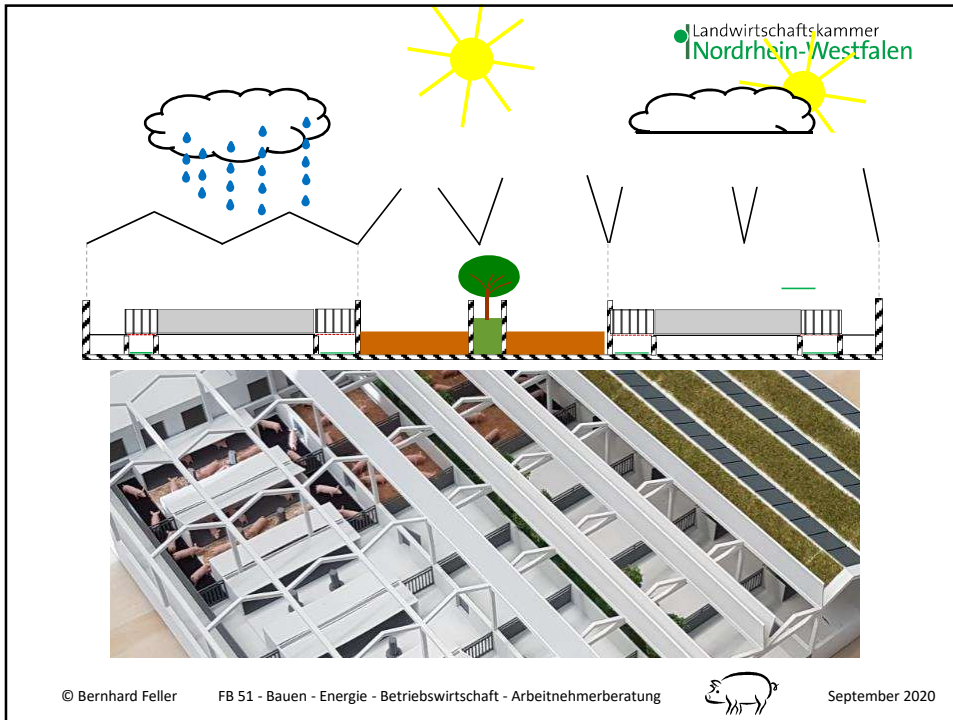 Landwirtschaftskammer
Nordrhein-Westfalen
© Bernhard Feller FB 51 - Bauen - Energie - Betriebswirtschaft - Arbeitnehmerberatung September 2020